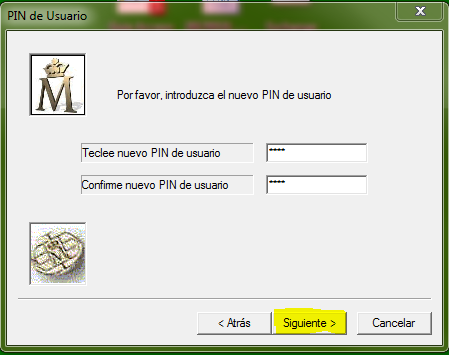 PIN de Usuario
M
Por favor, introduzca el nuevo PIN de usuario
Teclee nuevo PIN de usuario
****
Confirme nuevo PIN de usuario
****
< Atrás
Siguiente >
Cancelar